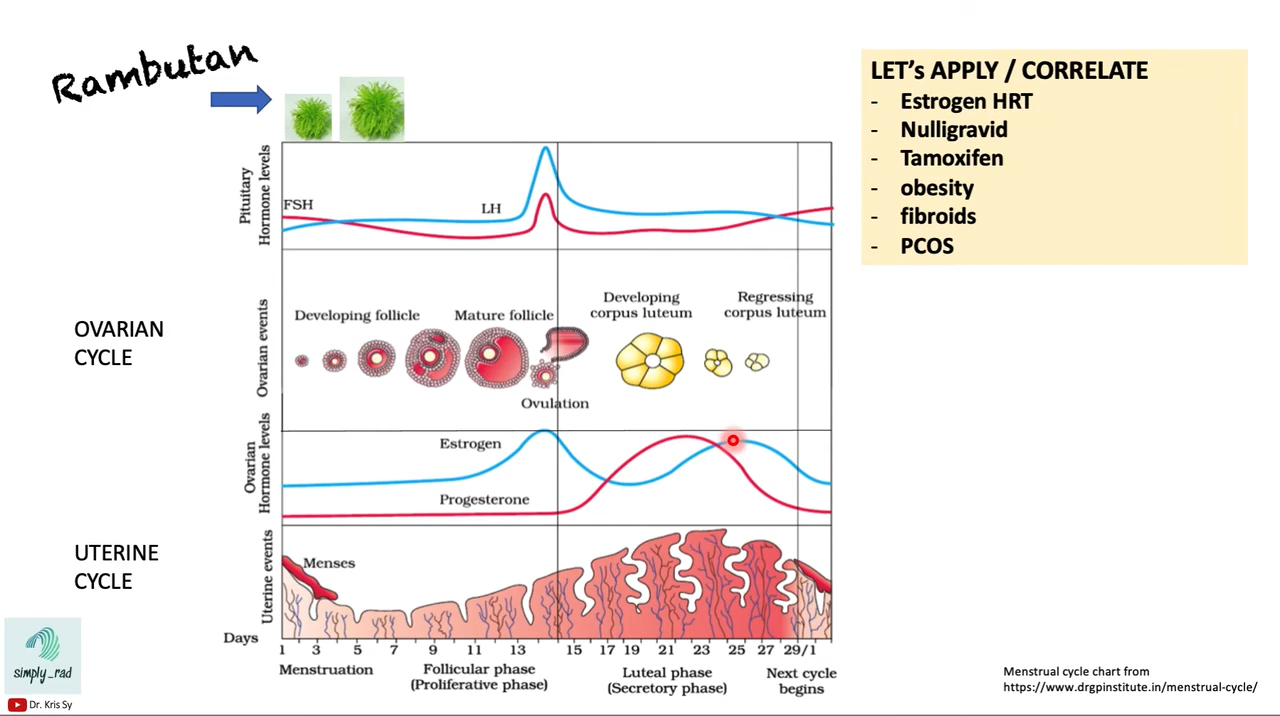 Rambutan
LET's APPLY / CORRELATE
- Estrogen HRT
- Nulligravid
- Tamoxifen
- obesity
- fibroids
- PCOS
Pituitary
Hormone levels
FSH
LH
OVARIAN
CYCLE
Ovarian events
Developing follicle
Mature follicle
Developing
corpus luteum
Regressing
corpus luteum
Ovulation
Ovarian
Hormone levels
Estrogen
Progesterone
UTERINE
CYCLE
Uterine events
Menses
Days
1 3 5 7 9 11 13 15 17 19 21 23 25 27 29/1
Menstruation
Follicular phase
(Proliferative phase)
Luteal phase
(Secretory phase)
Next cycle
begins
simply_rad
Dr. Kris Sy
Menstrual cycle chart from
https://www.drgpinstitute.in/menstrual-cycle/